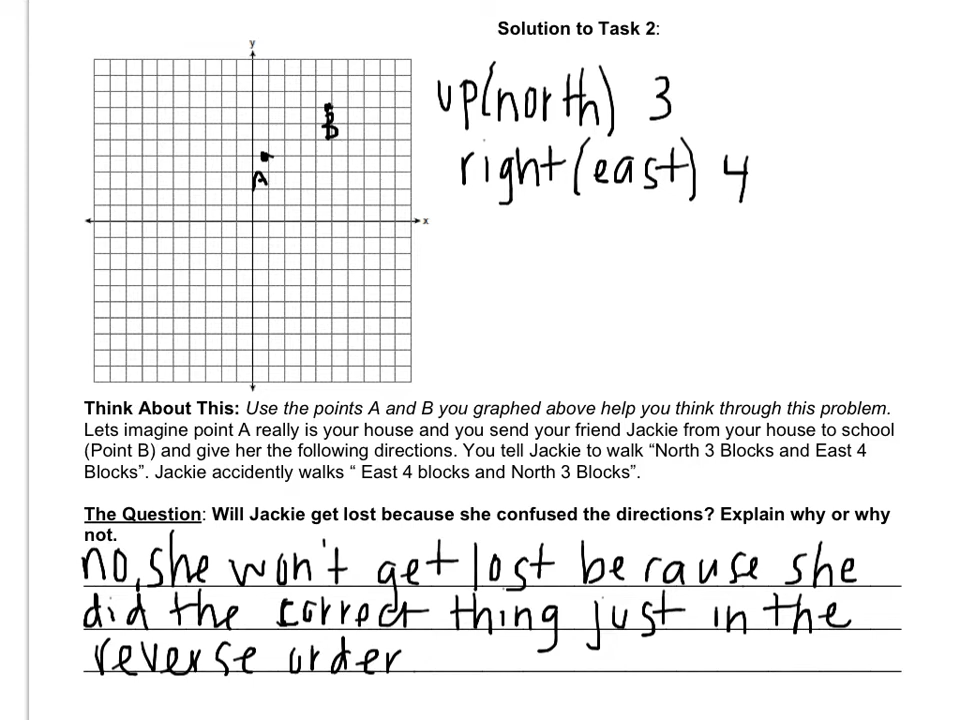 Solution to Task 2:
y
up(north) 3
right(east) 4
B
A
x
Think About This: Use the points A and B you graphed above help you think through this problem.
Lets imagine point A really is your house and you send your friend Jackie from your house to school
(Point B) and give her the following directions. You tell Jackie to walk “North 3 Blocks and East 4
Blocks”. Jackie accidently walks “ East 4 blocks and North 3 Blocks”.
The Question: Will Jackie get lost because she confused the directions? Explain why or why
not.
no, she won't get lost because she
did the correct thing just in the
reverse order